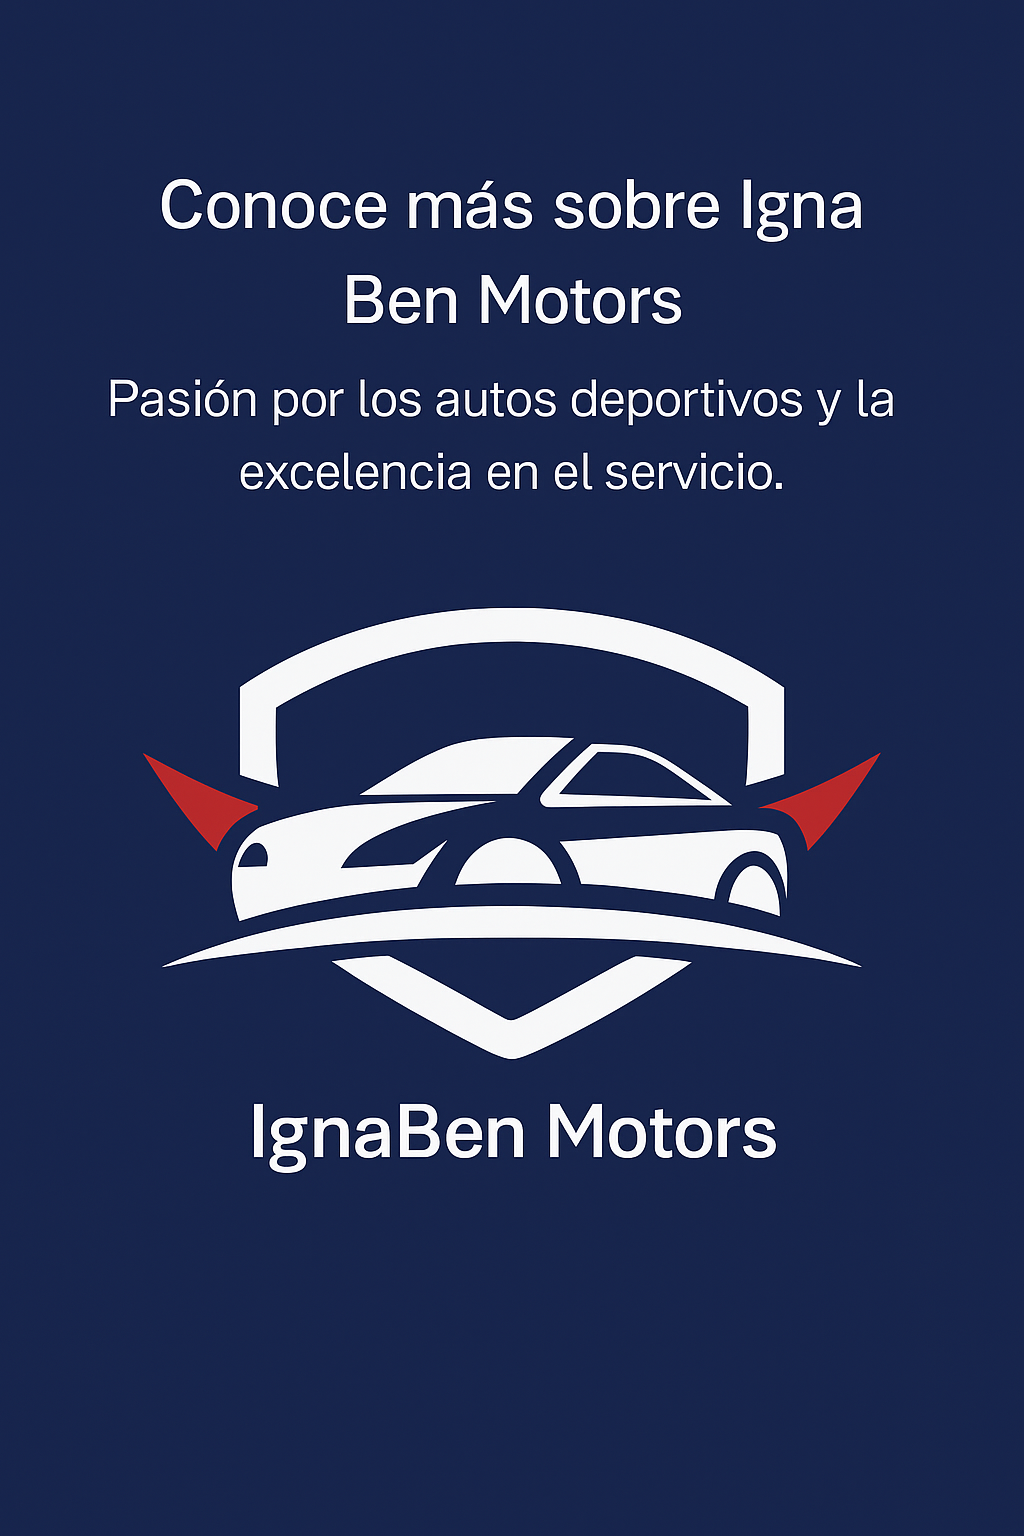 Conoce más sobre Igna
Ben Motors
Pasión por los autos deportivos y la
excelencia en el servicio.
IgnaBen Motors